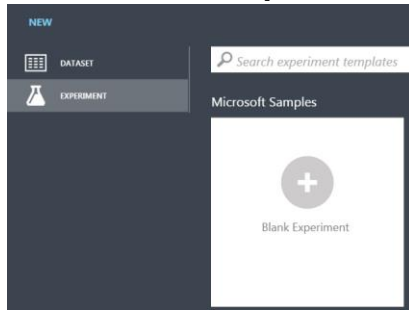 NEW
DATASET
EXPERIMENT
Search experiment templates
Microsoft Samples
Blank Experiment